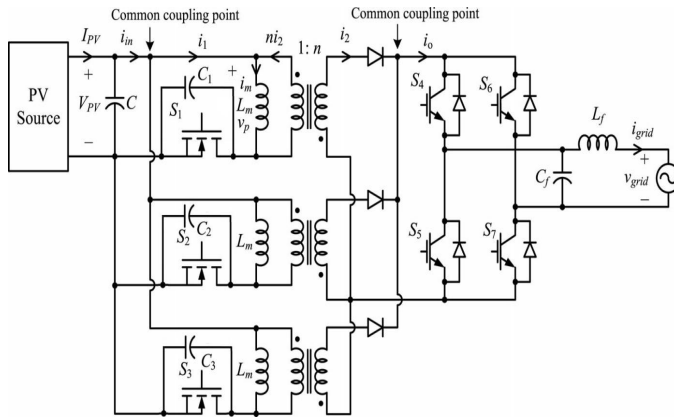 Common coupling point
Common coupling point
I_PV
i_in
i_1
ni_2
1: n
i_2
i_o
+
C_1
+
i_m
S_4
S_6
PV
Source
V_PV
C
S_1
L_m
v_p
L_f
i_grid
−
C_f
+
v_grid
−
S_2
C_2
L_m
S_5
S_7
S_3
C_3
L_m